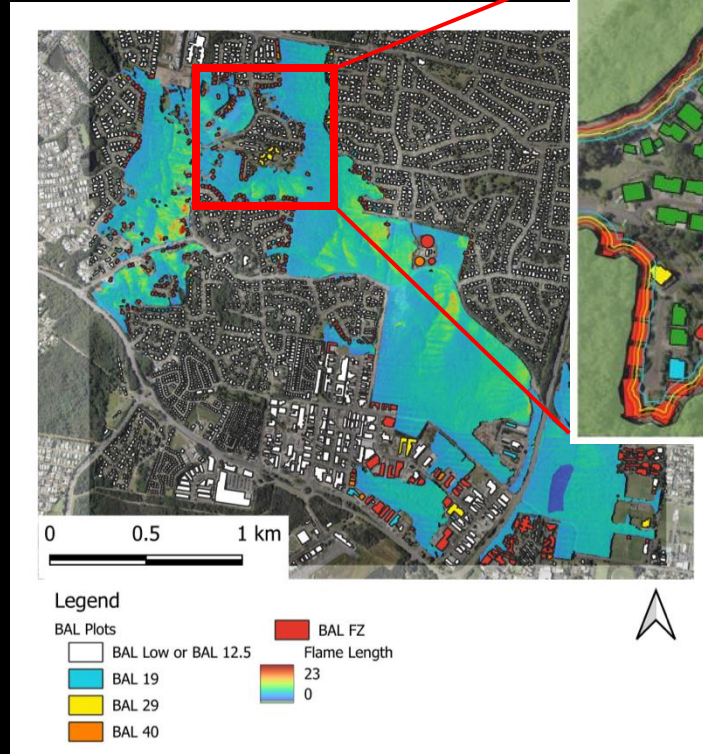 0 0.5 1 km
Legend
BAL Plots
BAL Low or BAL 12.5
BAL 19
BAL 29
BAL 40
BAL FZ
Flame Length
23
0